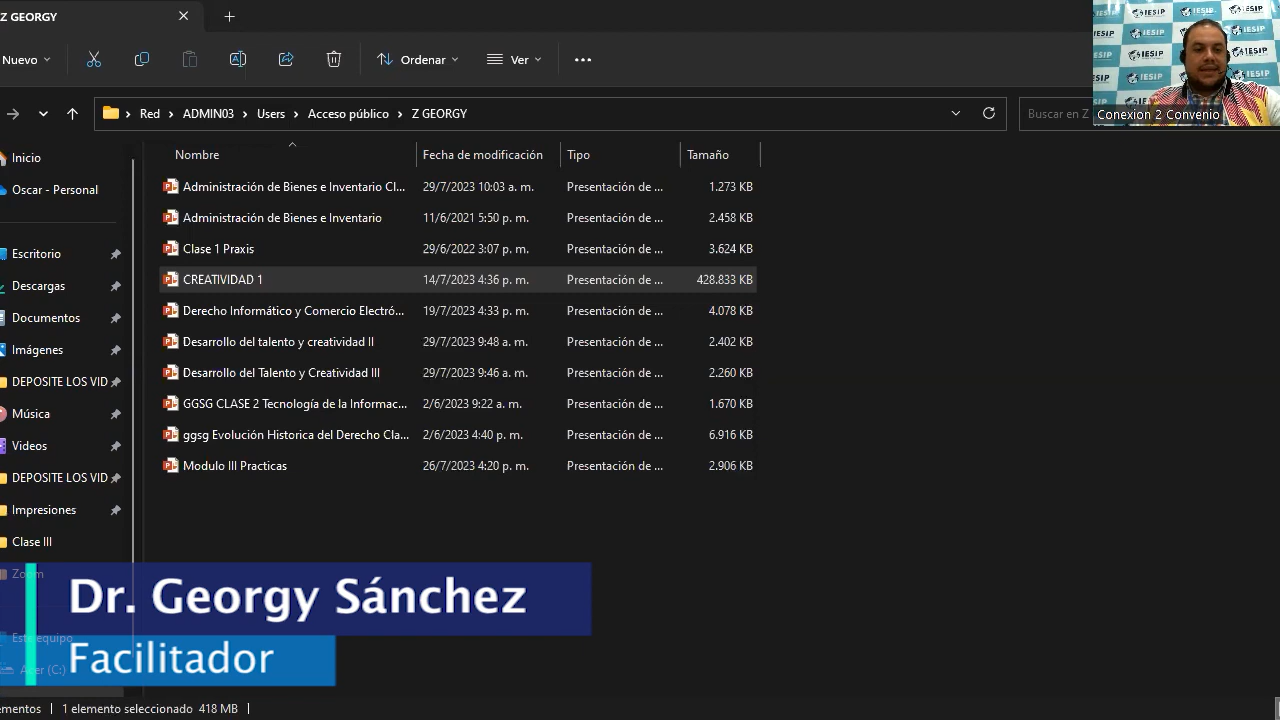 Z GEORGY
Nuevo
Ordenar
Ver
Red
ADMIN03
Users
Acceso público
Z GEORGY
Buscar en Z
IESIP
Conexion 2 Convenio
Nombre
Fecha de modificación
Tipo
Tamaño
Inicio
Oscar - Personal
Escritorio
Descargas
Documentos
Imágenes
DEPOSITE LOS VID
Música
Videos
DEPOSITE LOS VID
Impresiones
Clase III
Zoom
Este equipo
Acer (C:)
Administración de Bienes e Inventario Cl... 29/7/2023 10:03 a. m. Presentación de ... 1.273 KB
Administración de Bienes e Inventario 11/6/2021 5:50 p. m. Presentación de ... 2.458 KB
Clase 1 Praxis 29/6/2022 3:07 p. m. Presentación de ... 3.624 KB
CREATIVIDAD 1 14/7/2023 4:36 p. m. Presentación de ... 428.833 KB
Derecho Informático y Comercio Electró... 19/7/2023 4:33 p. m. Presentación de ... 4.078 KB
Desarrollo del talento y creatividad II 29/7/2023 9:48 a. m. Presentación de ... 2.402 KB
Desarrollo del Talento y Creatividad III 29/7/2023 9:46 a. m. Presentación de ... 2.260 KB
GGSG CLASE 2 Tecnología de la Informac... 2/6/2023 9:22 a. m. Presentación de ... 1.670 KB
ggsg Evolución Historica del Derecho Cla... 2/6/2023 4:40 p. m. Presentación de ... 6.916 KB
Modulo III Practicas 26/7/2023 4:20 p. m. Presentación de ... 2.906 KB
Dr. Georgy Sánchez
Facilitador
ementos
1 elemento seleccionado 418 MB